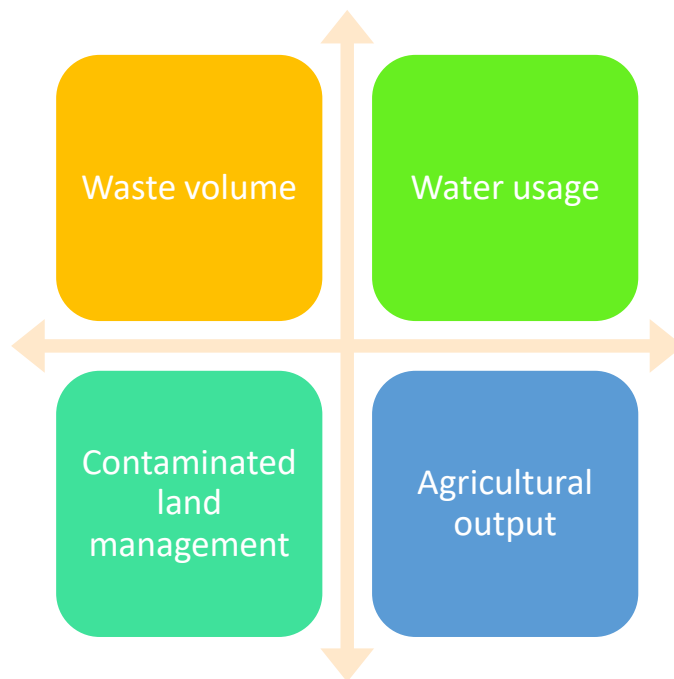 Waste volume
Water usage
Contaminated
land
management
Agricultural
output